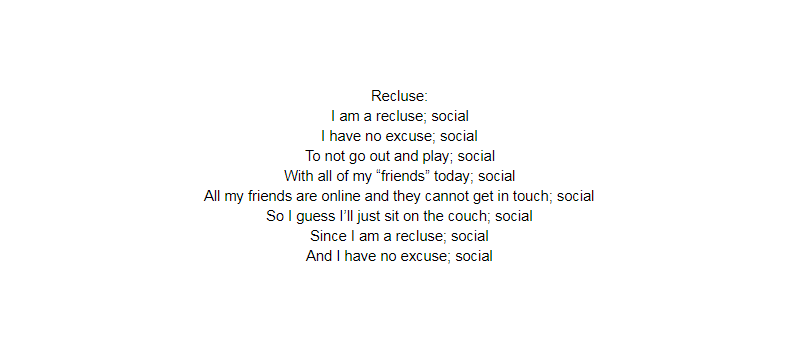 Recluse:
I am a recluse; social
I have no excuse; social
To not go out and play; social
With all of my “friends” today; social
All my friends are online and they cannot get in touch; social
So I guess I’ll just sit on the couch; social
Since I am a recluse; social
And I have no excuse; social